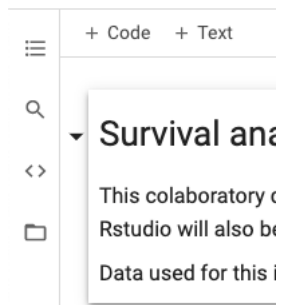 + Code + Text
Survival ana
This colaboratory
Rstudio will also be
Data used for this